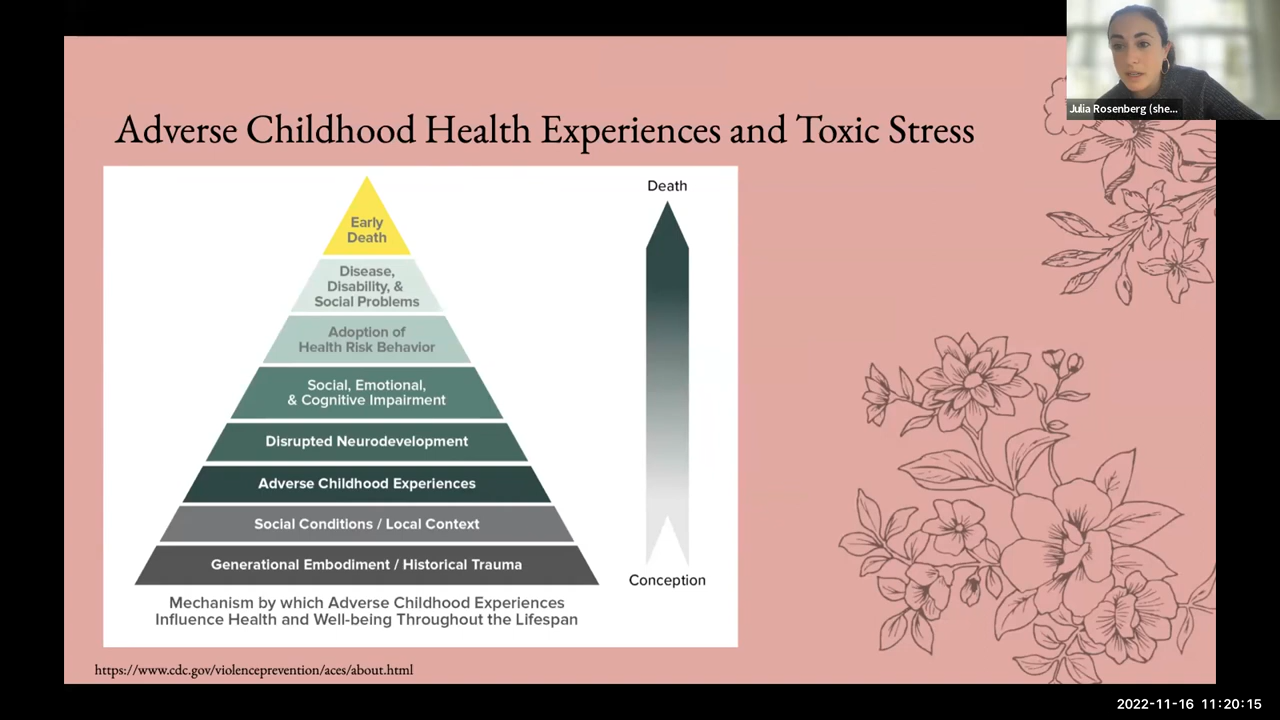 Julia Rosenberg (she...
Adverse Childhood Health Experiences and Toxic Stress
Early
Death
Disease,
Disability, &
Social Problems
Adoption of
Health Risk Behavior
Social, Emotional,
& Cognitive Impairment
Disrupted Neurodevelopment
Adverse Childhood Experiences
Social Conditions / Local Context
Generational Embodiment / Historical Trauma
Mechanism by which Adverse Childhood Experiences
Influence Health and Well-being Throughout the Lifespan
Death
Conception
https://www.cdc.gov/violenceprevention/aces/about.html
2022-11-16 11:20:15